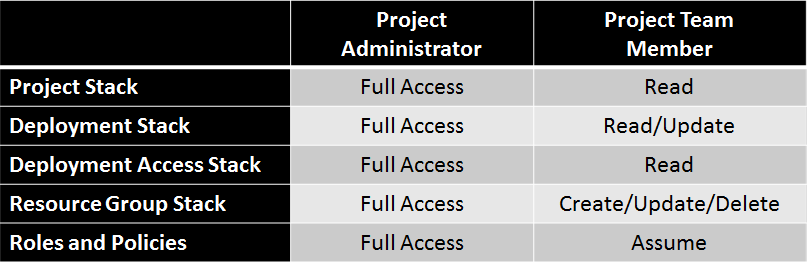 Project Administrator
Project Team Member
Project Stack Full Access Read
Deployment Stack Full Access Read/Update
Deployment Access Stack Full Access Read
Resource Group Stack Full Access Create/Update/Delete
Roles and Policies Full Access Assume